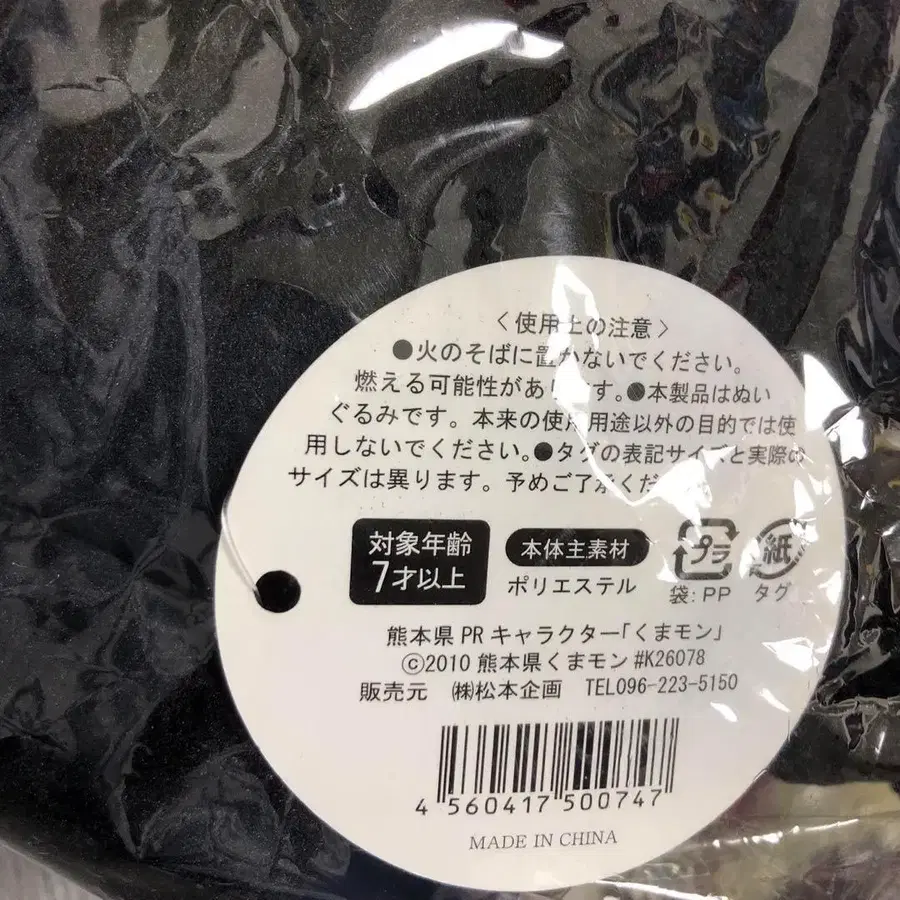 〈使用上の注意〉
●火のそばに置かないでください。
燃える可能性があります。●本製品はぬい
ぐるみです。本来の使用用途以外の目的では使
用しないでください。●タグの表記サイズと実際の
サイズは異ります。予めご了承くだ
対象年齢
7才以上
本体主素材
ポリエステル
プラ
袋:PP
紙
タグ
熊本県 PR キャラクター「くまモン」
©2010 熊本県くまモン #K26078
販売元 ㈱松本企画 TEL096-223-5150
4 560417 500747
MADE IN CHINA